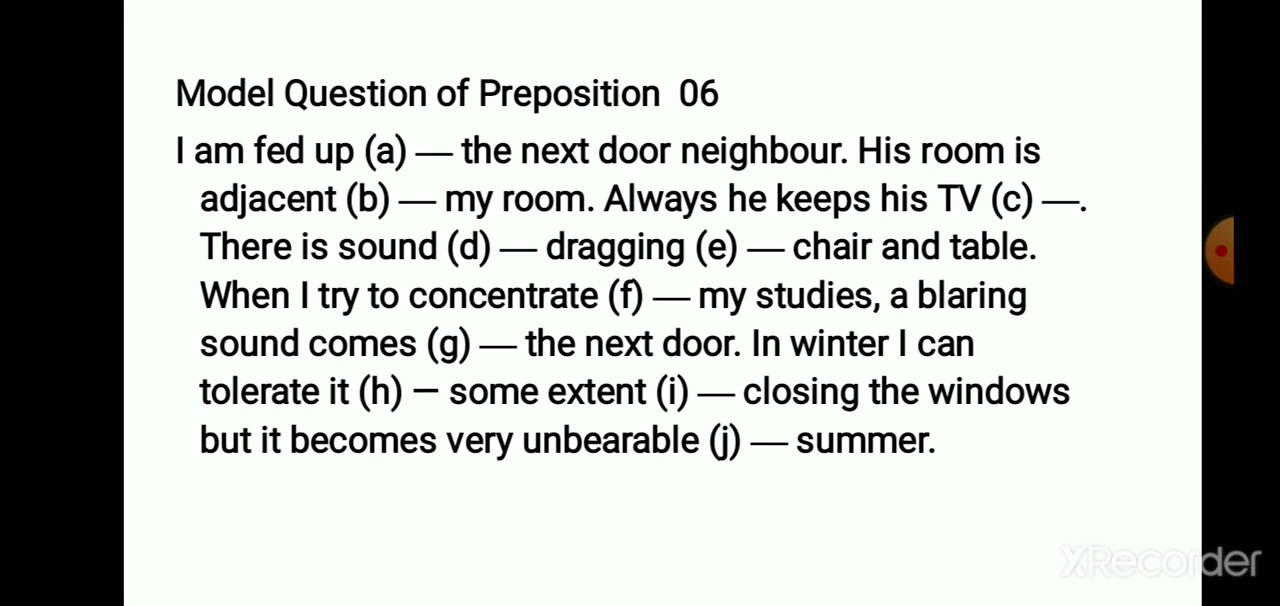 Model Question of Preposition 06
I am fed up (a) — the next door neighbour. His room is
adjacent (b) — my room. Always he keeps his TV (c) —.
There is sound (d) — dragging (e) — chair and table.
When I try to concentrate (f) — my studies, a blaring
sound comes (g) — the next door. In winter I can
tolerate it (h) – some extent (i) — closing the windows
but it becomes very unbearable (j) — summer.
XRecorder